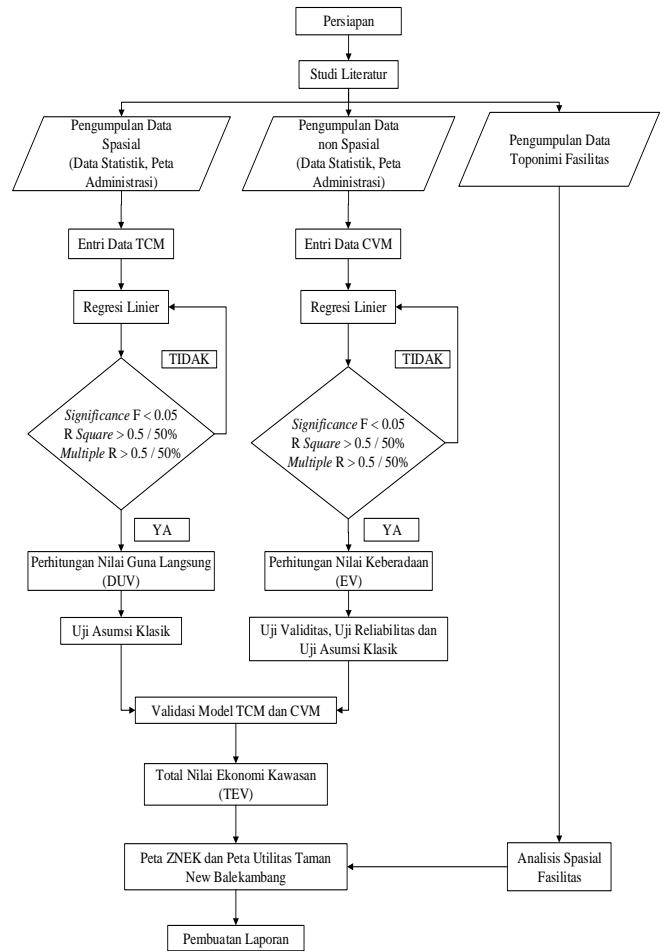 Persiapan
Studi Literatur
Pengumpulan Data
Spasial
(Data Statistik, Peta
Administrasi)
Pengumpulan Data
non Spasial
(Data Statistik, Peta
Administrasi)
Pengumpulan Data
Toponimi Fasilitas
Entri Data TCM
Entri Data CVM
Regresi Linier
Regresi Linier
TIDAK
TIDAK
Significance F < 0.05
R Square > 0.5 / 50%
Multiple R > 0.5 / 50%
Significance F < 0.05
R Square > 0.5 / 50%
Multiple R > 0.5 / 50%
YA
YA
Perhitungan Nilai Guna Langsung
(DUV)
Perhitungan Nilai Keberadaan
(EV)
Uji Asumsi Klasik
Uji Validitas, Uji Reliabilitas dan
Uji Asumsi Klasik
Validasi Model TCM dan CVM
Total Nilai Ekonomi Kawasan
(TEV)
Peta ZNEK dan Peta Utilitas Taman
New Balekambang
Analisis Spasial
Fasilitas
Pembuatan Laporan